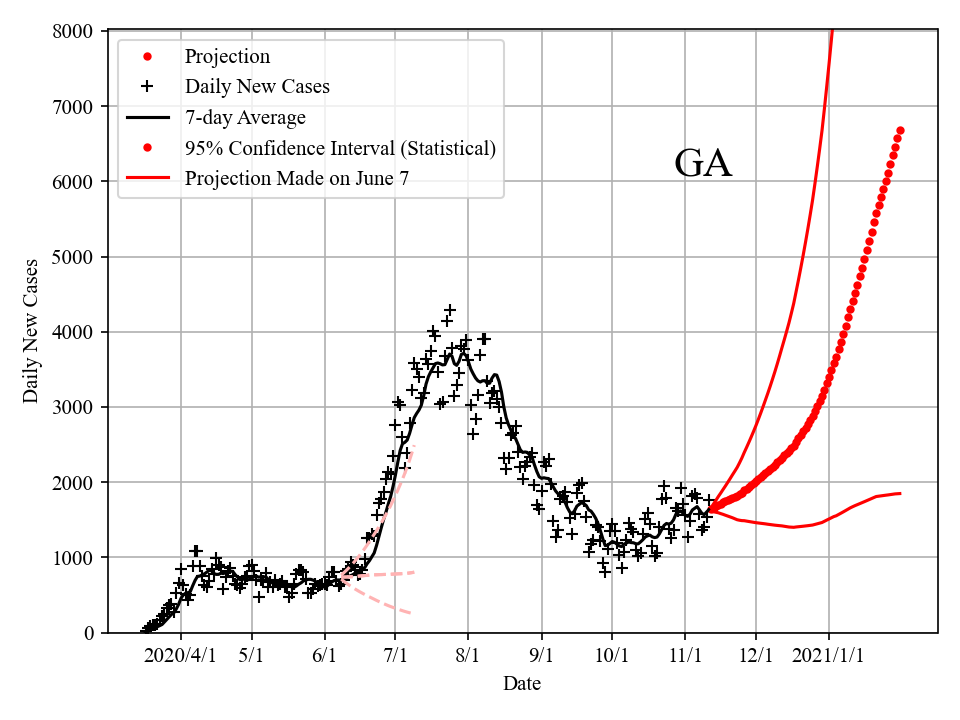 8000
7000
6000
5000
4000
3000
2000
1000
0
Daily New Cases
Projection
Daily New Cases
7-day Average
95% Confidence Interval (Statistical)
Projection Made on June 7
GA
2020/4/1 5/1 6/1 7/1 8/1 9/1 10/1 11/1 12/1 2021/1/1
Date